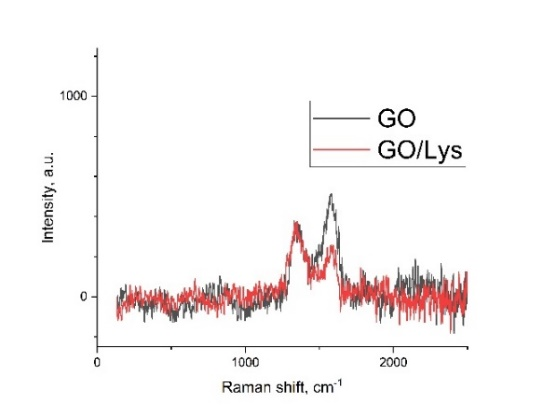 1000
GO
GO/Lys
Intensity, a.u.
0
0 1000 2000
Raman shift, cm⁻¹